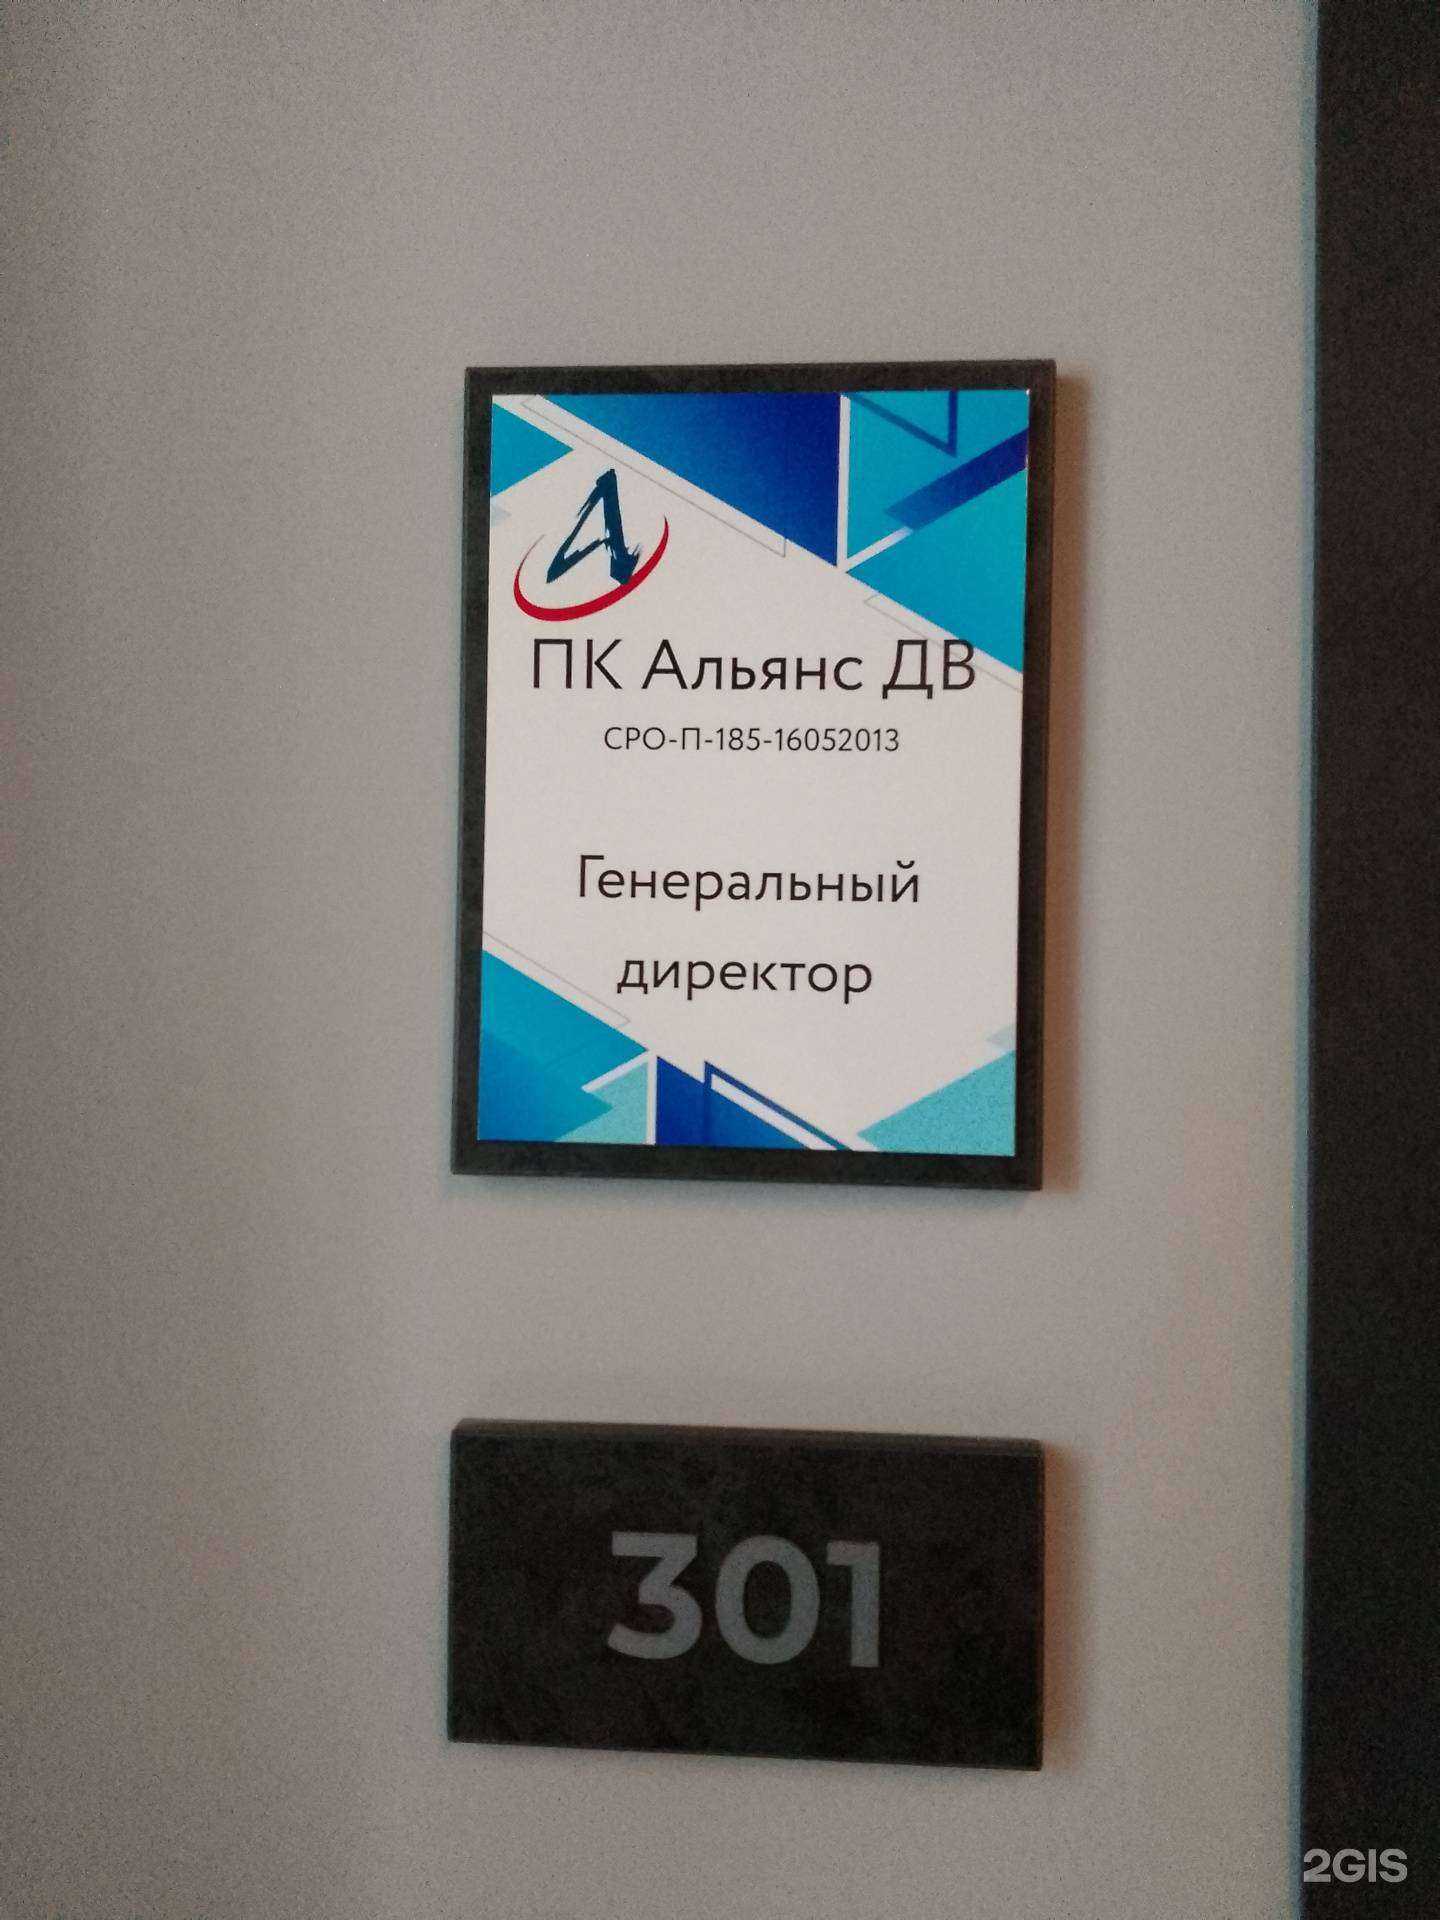 ПК Альянс ДВ
СРО-П-185-16052013
Генеральный
директор
301
2GIS